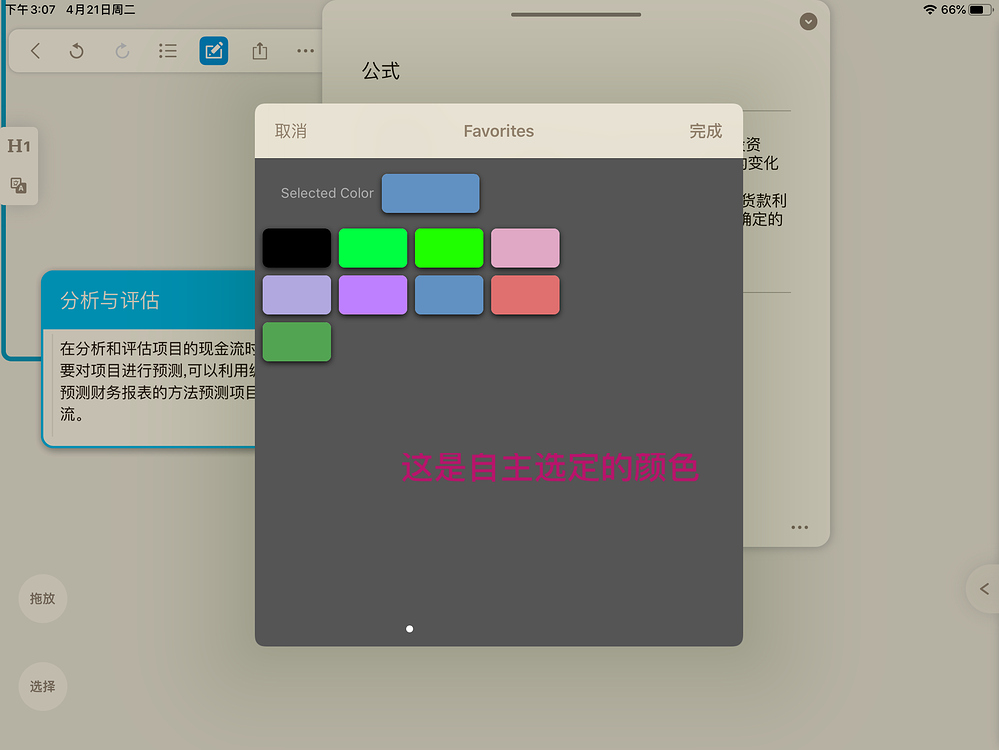 下午3:07 4月21日周二
66%
公式
取消
Favorites
完成
H1
资
变化
Selected Color
货款利
确定的
分析与评估
在分析和评估项目的现金流时
要对项目进行预测,可以利用
预测财务报表的方法预测项目
流。
这是自主选定的颜色
拖放
选择